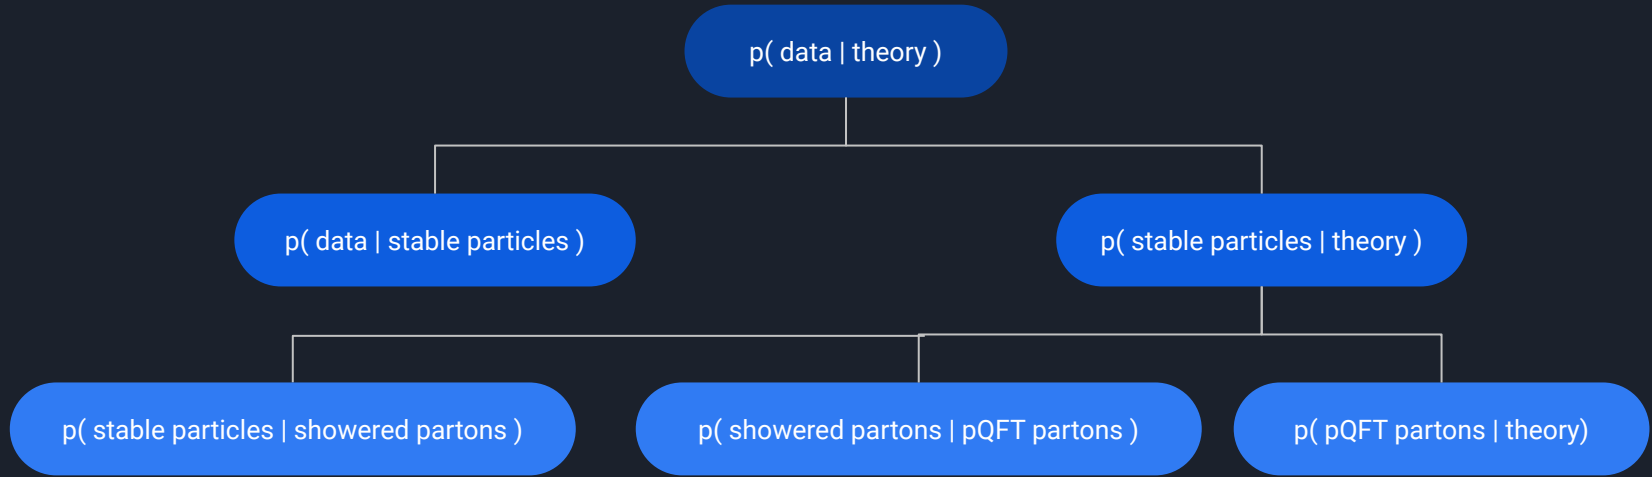 p( data | theory )
p( data | stable particles )
p( stable particles | theory )
p( stable particles | showered partons )
p( showered partons | pQFT partons )
p( pQFT partons | theory)